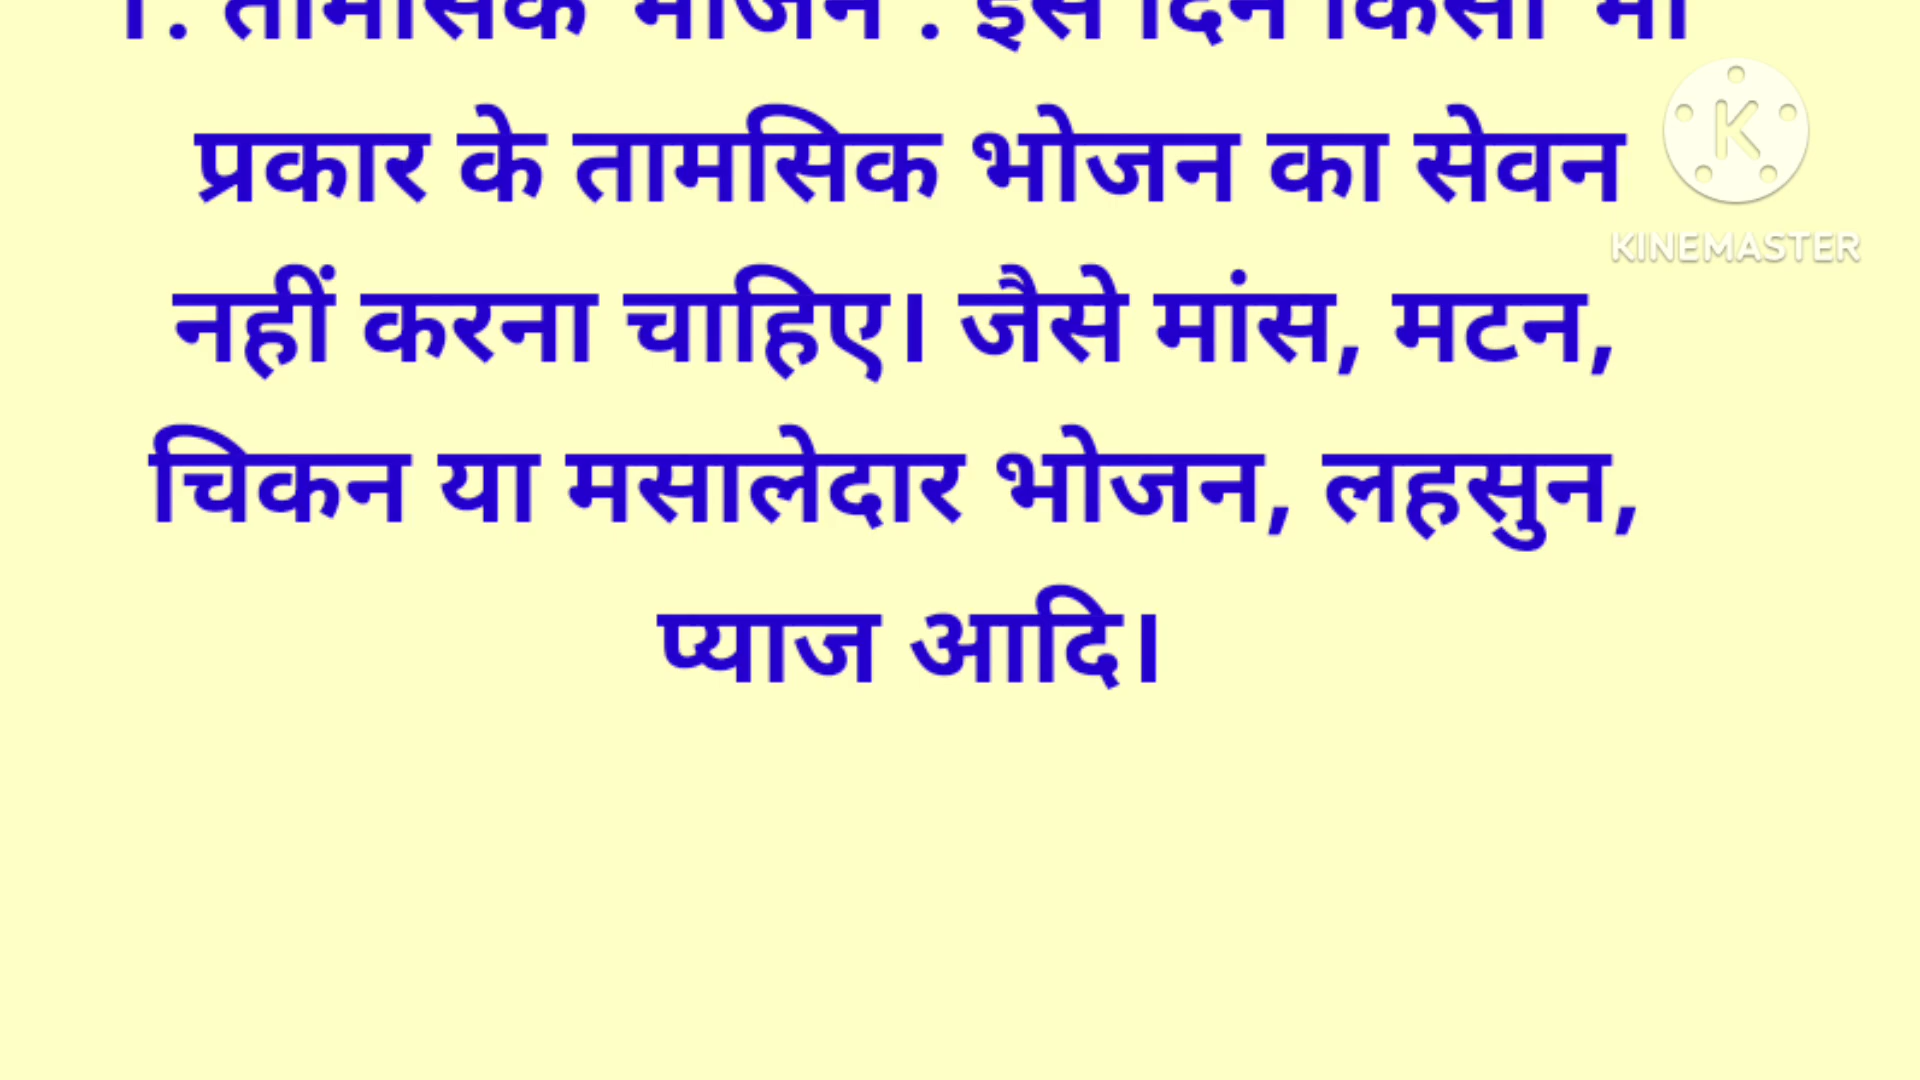 1. तामसिक भोजन : इस दिन किसी भी
प्रकार के तामसिक भोजन का सेवन
नहीं करना चाहिए। जैसे मांस, मटन,
चिकन या मसालेदार भोजन, लहसुन,
प्याज आदि।
K
KINEMASTER